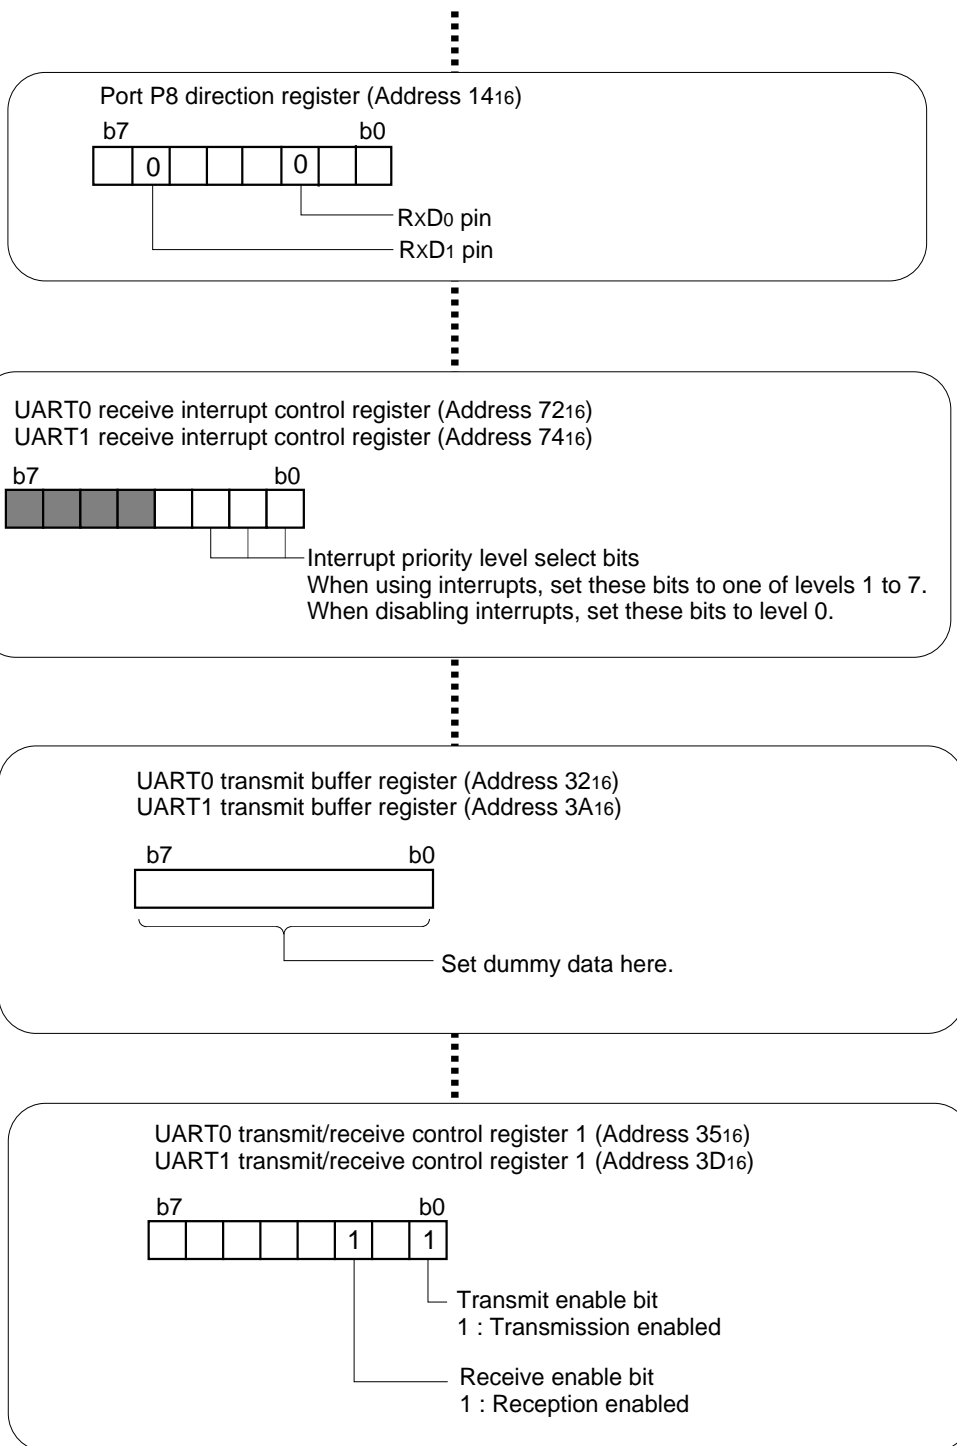 Port P8 direction register (Address 1416)
b7 b0
0 0
RxD0 pin
RxD1 pin
UART0 receive interrupt control register (Address 7216)
UART1 receive interrupt control register (Address 7416)
b7 b0
Interrupt priority level select bits
When using interrupts, set these bits to one of levels 1 to 7.
When disabling interrupts, set these bits to level 0.
UART0 transmit buffer register (Address 3216)
UART1 transmit buffer register (Address 3A16)
b7 b0
Set dummy data here.
UART0 transmit/receive control register 1 (Address 3516)
UART1 transmit/receive control register 1 (Address 3D16)
b7 b0
1 1
Transmit enable bit
1 : Transmission enabled
Receive enable bit
1 : Reception enabled